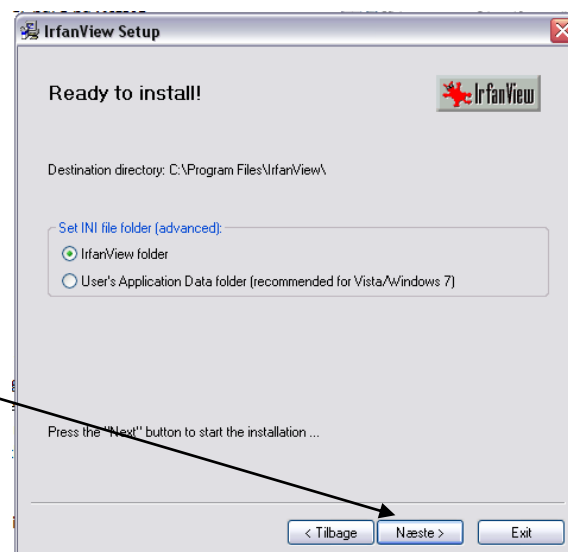 IrfanView Setup
Ready to install!
IrfanView
Destination directory: C:\Program Files\IrfanView\
Set INI file folder (advanced):
IrfanView folder
User's Application Data folder (recommended for Vista/Windows 7)
Press the "Next" button to start the installation ...
< Tilbage Næste > Exit